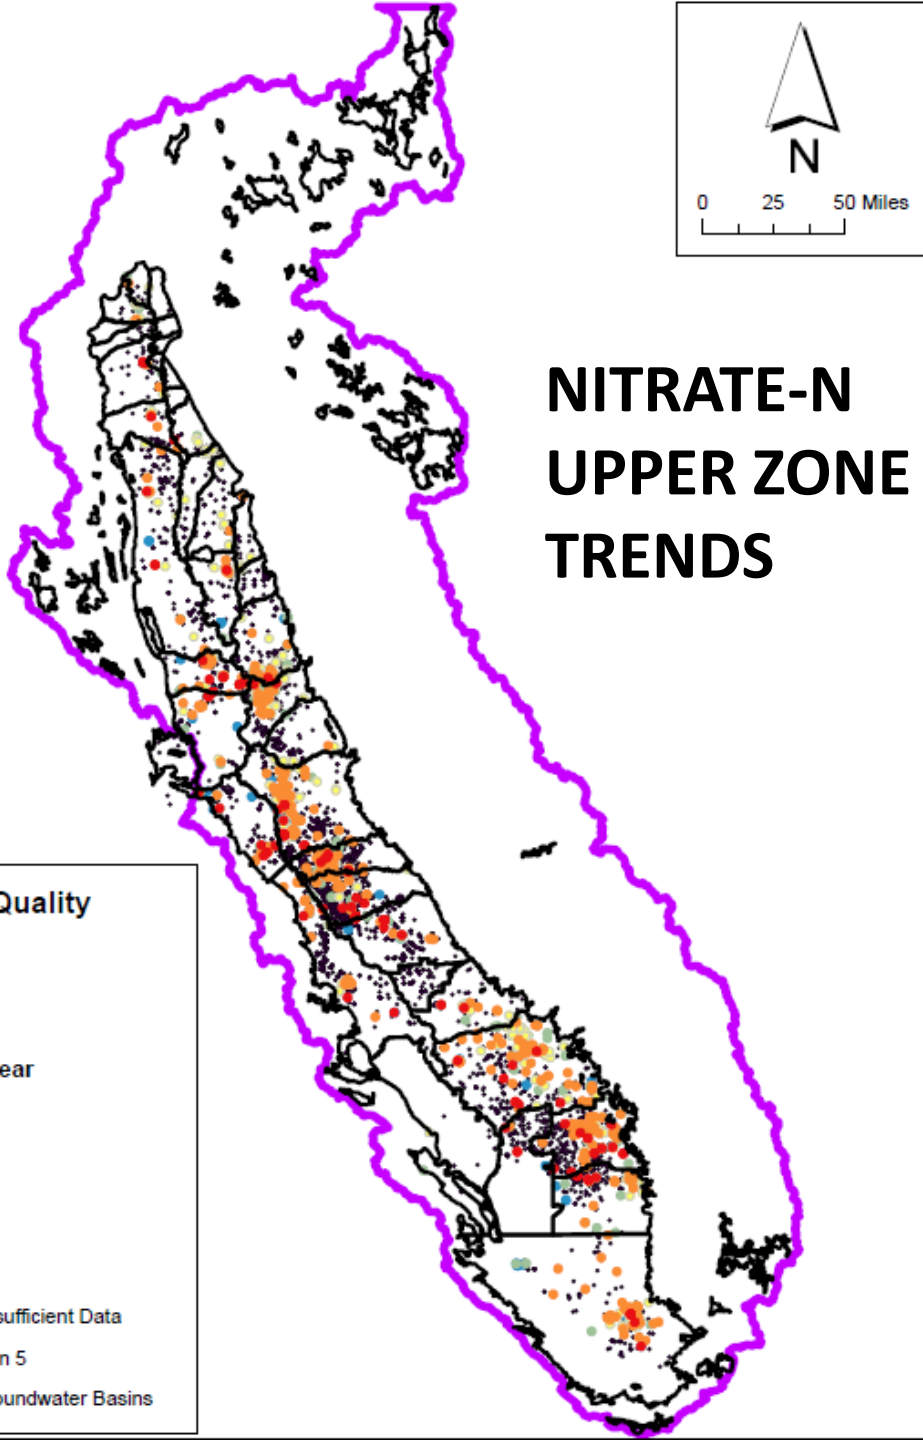 N
0 25 50 Miles
NITRATE-N
UPPER ZONE
TRENDS
Quality
ear
sufficient Data
n 5
oundwater Basins